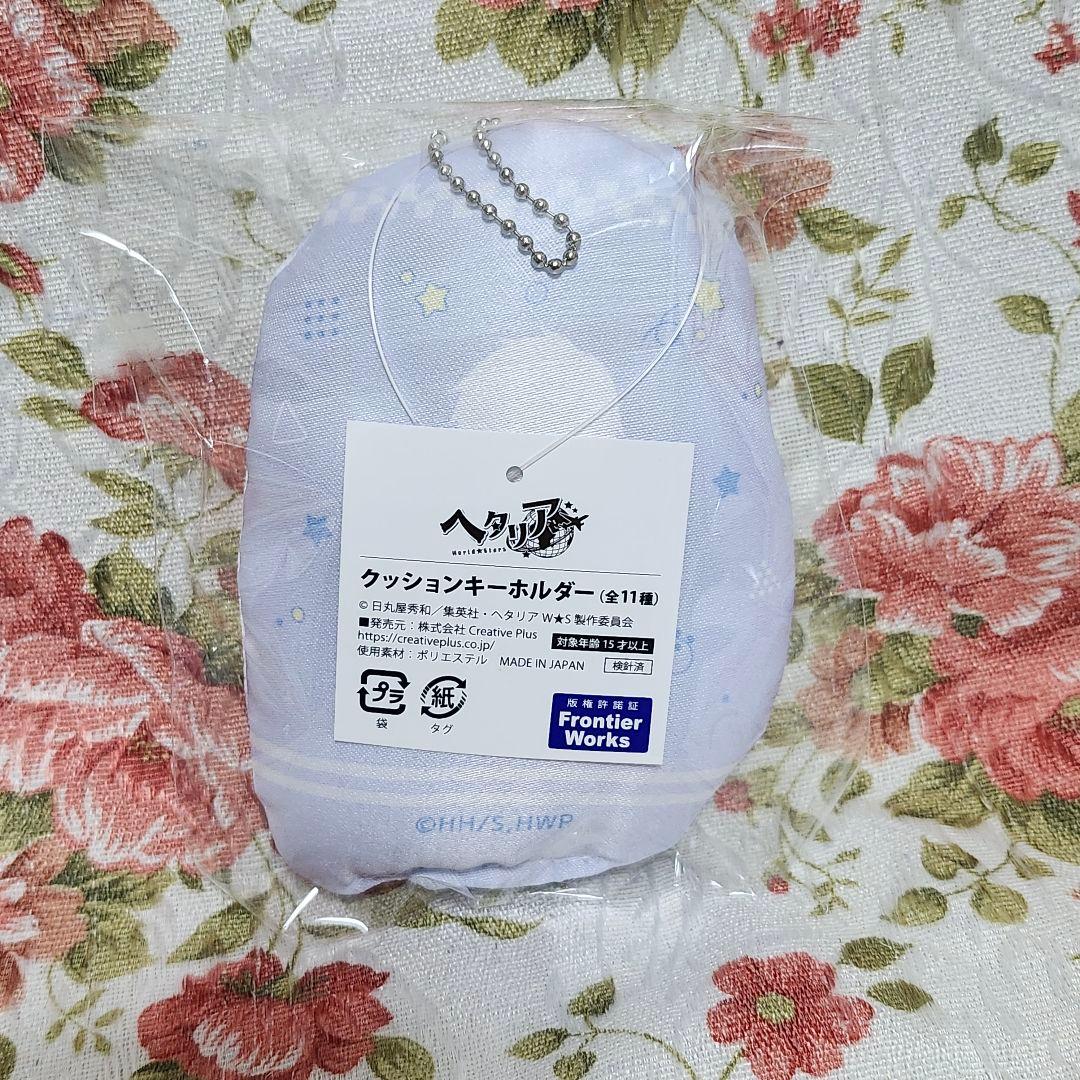 ヘタリア
World★Stars
クッションキーホルダー(全11種)
© 日丸屋秀和／集英社・ヘタリア W★S 製作委員会
■発売元：株式会社 Creative Plus
https://creativeplus.co.jp/
対象年齢 15 才以上
使用素材：ポリエステル MADE IN JAPAN
検針済
プラ
袋
紙
タグ
版権許諾証
Frontier
Works
©HH/S,HWP